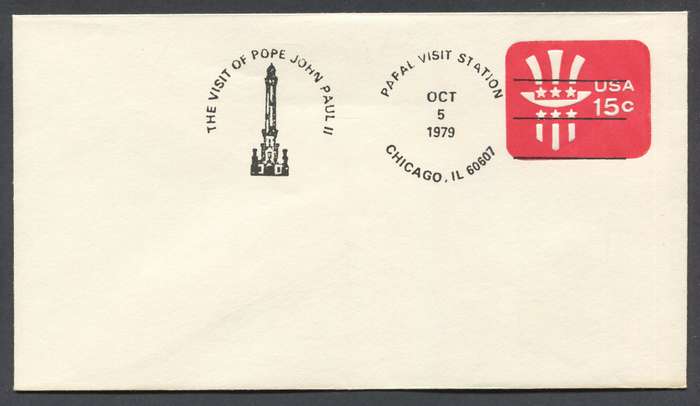 THE VISIT OF POPE JOHN PAUL II
PAPAL VISIT STATION
OCT
5
1979
CHICAGO, IL 60607
USA
15c